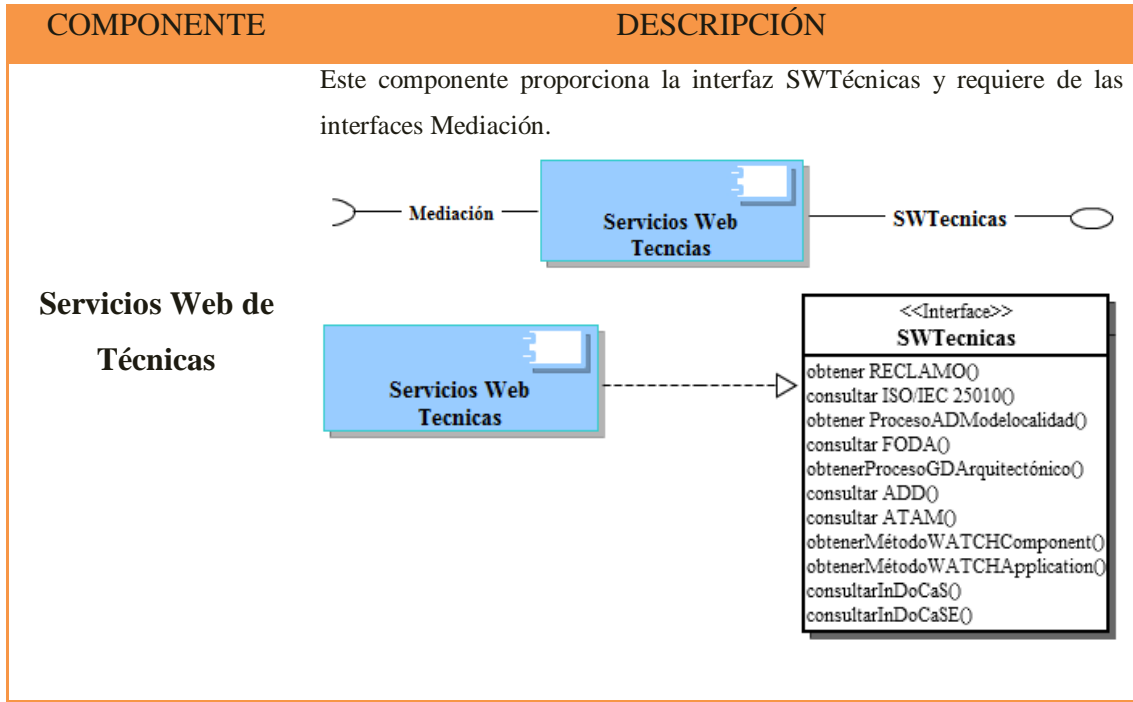 COMPONENTE DESCRIPCIÓN
Este componente proporciona la interfaz SWTécnicas y requiere de las
interfaces Mediación.
Mediación
Servicios Web
Tecncias
SWTecnicas
Servicios Web de
Técnicas
Servicios Web
Tecnicas
<<Interface>>
SWTecnicas
obtener RECLAMO()
consultar ISO/IEC 25010()
obtener ProcesoADModelocalidad()
consultar FODA()
obtenerProcesoGDArquitectónico()
consultar ADD()
consultar ATAM()
obtenerMétodoWATCHComponent()
obtenerMétodoWATCHApplication()
consultarInDoCaS()
consultarInDoCaSE()